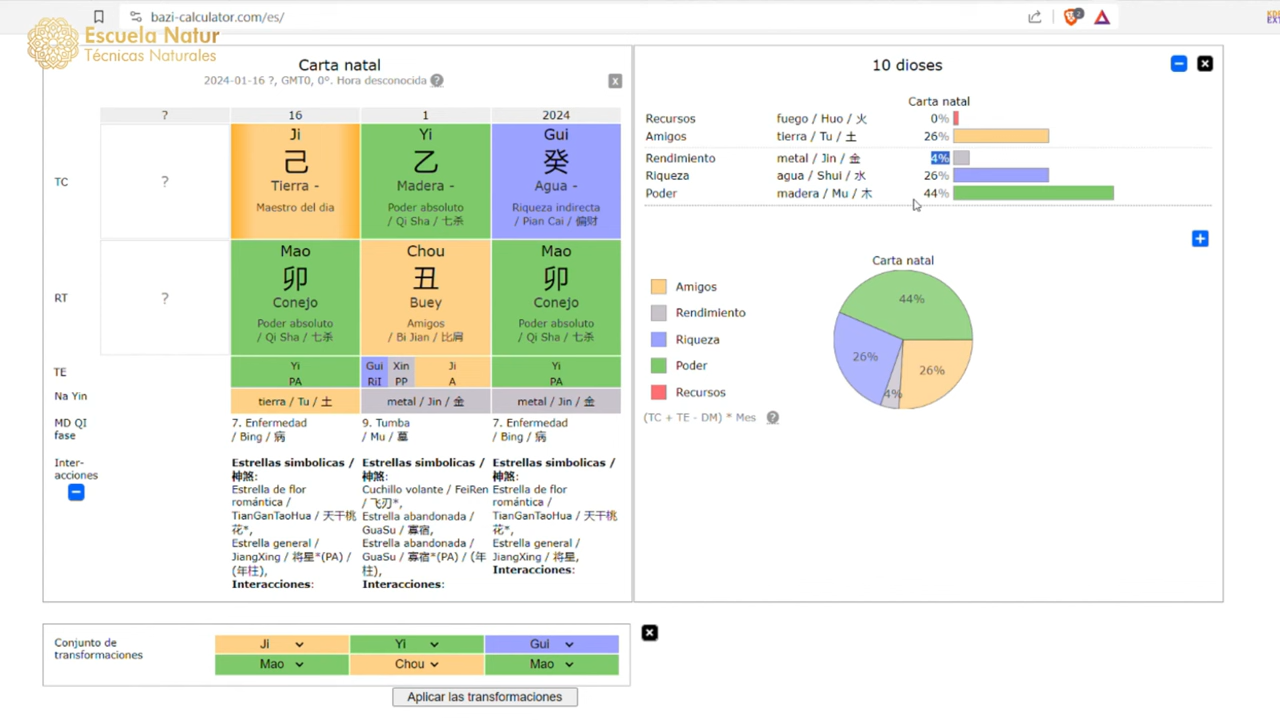 bazi-calculator.com/es/
2
KDP
EXT
Escuela Natur
Técnicas Naturales
Carta natal
2024-01-16 ?, GMT0, 0°. Hora desconocida ?
x
? 16 1 2024
TC
?
Ji
己
Tierra -
Maestro del dia
Yi
乙
Madera -
Poder absoluto
/ Qi Sha / 七杀
Gui
癸
Agua -
Riqueza indirecta
/ Pian Cai / 偏财
RT
?
Mao
卯
Conejo
Poder absoluto
/ Qi Sha / 七杀
Chou
丑
Buey
Amigos
/ Bi Jian / 比肩
Mao
卯
Conejo
Poder absoluto
/ Qi Sha / 七杀
TE
Yi
PA
Gui Xin Ji
RiI PP A
Yi
PA
Na Yin
tierra / Tu / 土 metal / Jin / 金 metal / Jin / 金
MD QI
fase
7. Enfermedad
/ Bing / 病
9. Tumba
/ Mu / 墓
7. Enfermedad
/ Bing / 病
Inter-
acciones
Estrellas simbolicas /
神煞:
Estrella de flor
romántica /
TianGanTaoHua / 天干桃
花*,
Estrella general /
JiangXing / 将星*(PA) /
(年柱),
Interacciones:
Estrellas simbolicas /
神煞:
Cuchillo volante / FeiRen
/ 飞刃*,
Estrella abandonada /
GuaSu / 寡宿,
Estrella abandonada /
GuaSu / 寡宿*(PA) / (年
柱),
Interacciones:
Estrellas simbolicas /
神煞:
Estrella de flor
romántica /
TianGanTaoHua / 天干桃
花*,
Estrella general /
JiangXing / 将星,
Interacciones:
10 dioses
Carta natal
Recursos fuego / Huo / 火 0%
Amigos tierra / Tu / 土 26%
Rendimiento metal / Jin / 金 4%
Riqueza agua / Shui / 水 26%
Poder madera / Mu / 木 44%
Carta natal
Amigos
Rendimiento
Riqueza
Poder
Recursos
44%
26%
4%
26%
(TC + TE - DM) * Mes ?
Conjunto de
transformaciones
Ji Yi Gui
Mao Chou Mao
Aplicar las transformaciones